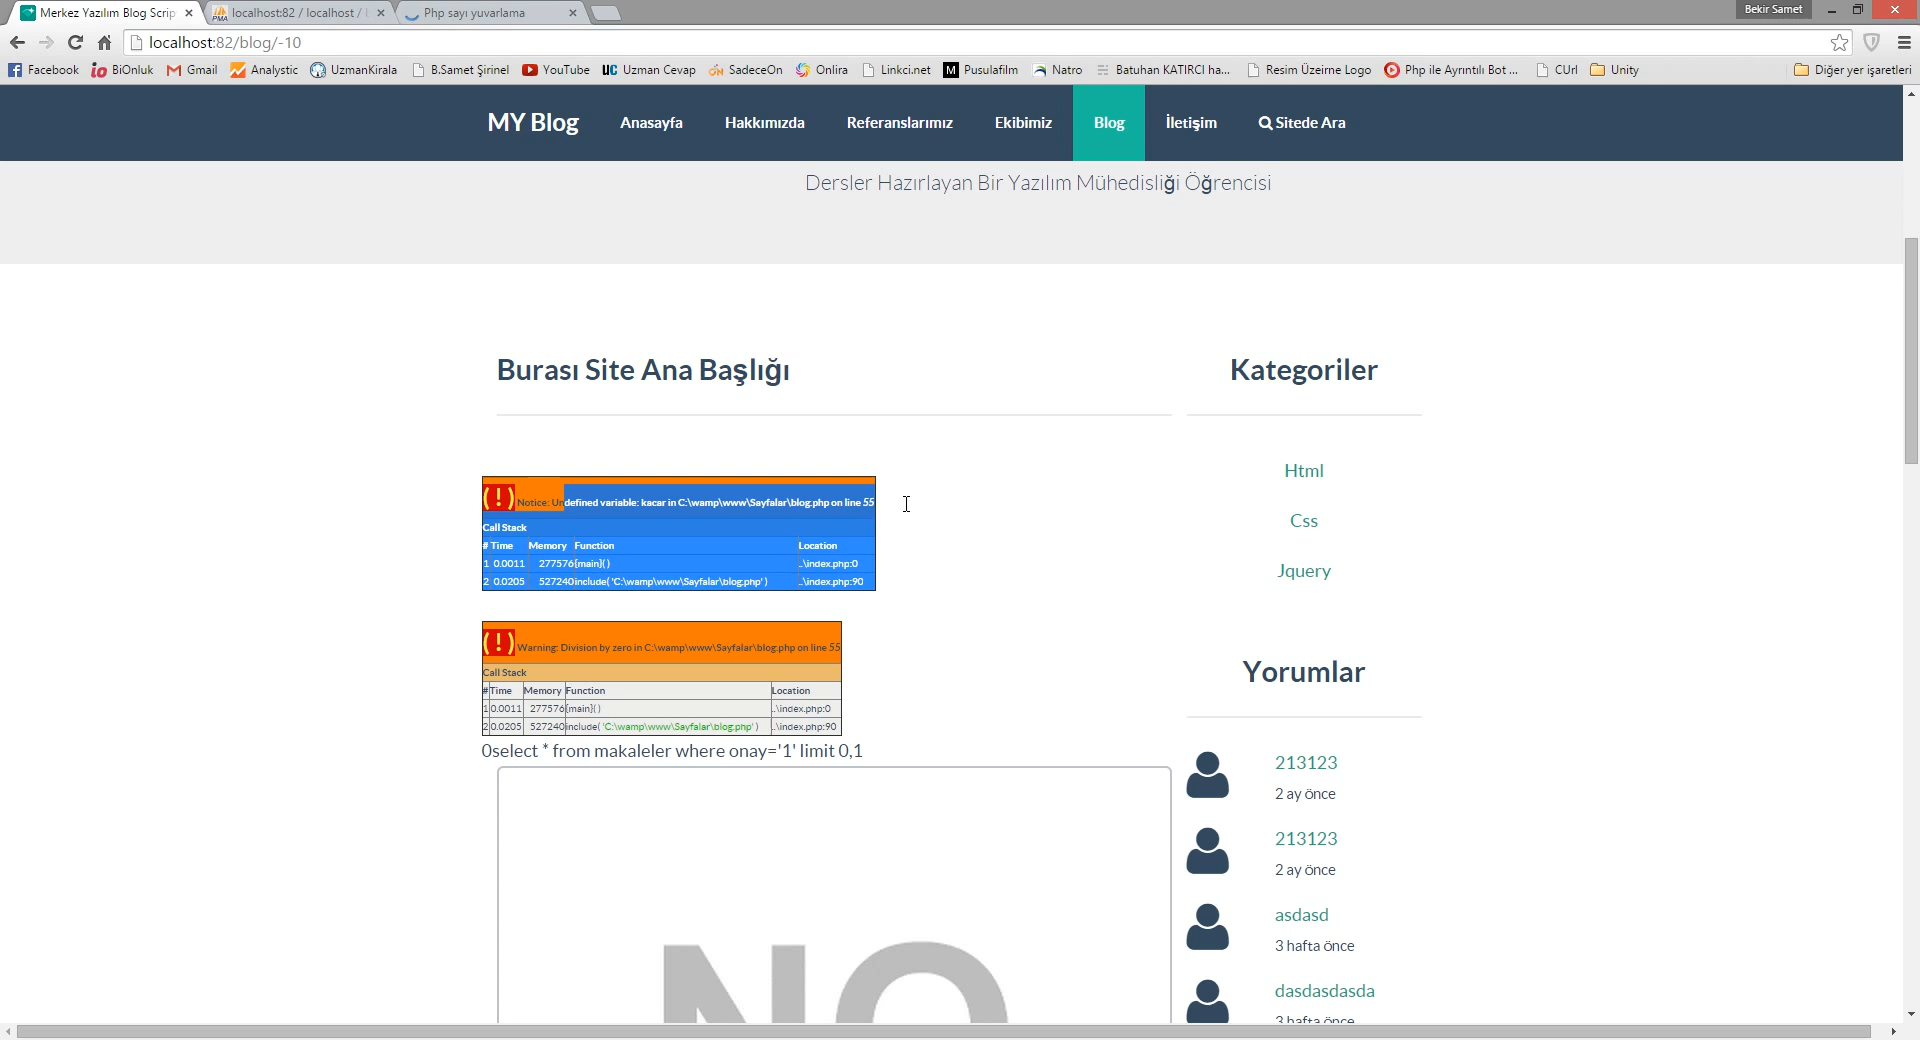 Merkez Yazılım Blog Scrip
localhost:82 / localhost /
Php sayı yuvarlama
Bekir Samet
localhost:82/blog/-10
Facebook BiOnluk Gmail Analystic UzmanKirala B.Samet Şirinel YouTube Uzman Cevap SadeceOn Onlira Linkci.net Pusulafilm Natro Batuhan KATIRCI ha... Resim Üzeirne Logo Php ile Ayrıntılı Bot ... CUrl Unity Diğer yer işaretleri
MY Blog Anasayfa Hakkımızda Referanslarımız Ekibimiz Blog İletişim Sitede Ara
Dersler Hazırlayan Bir Yazılım Mühedisliği Öğrencisi
Burası Site Ana Başlığı
( ! ) Notice: Undefined variable: kacar in C:\wamp\www\Sayfalar\blog.php on line 55
Call Stack
# Time Memory Function Location
1 0.0011 277576 {main}( ) ..\index.php:0
2 0.0205 527240 include( 'C:\wamp\www\Sayfalar\blog.php' ) ..\index.php:90
( ! ) Warning: Division by zero in C:\wamp\www\Sayfalar\blog.php on line 55
Call Stack
# Time Memory Function Location
1 0.0011 277576 {main}( ) ..\index.php:0
2 0.0205 527240 include( 'C:\wamp\www\Sayfalar\blog.php' ) ..\index.php:90
0select * from makaleler where onay='1' limit 0,1
NO
Kategoriler
Html
Css
Jquery
Yorumlar
213123
2 ay önce
213123
2 ay önce
asdasd
3 hafta önce
dasdasdasda
3 hafta önce